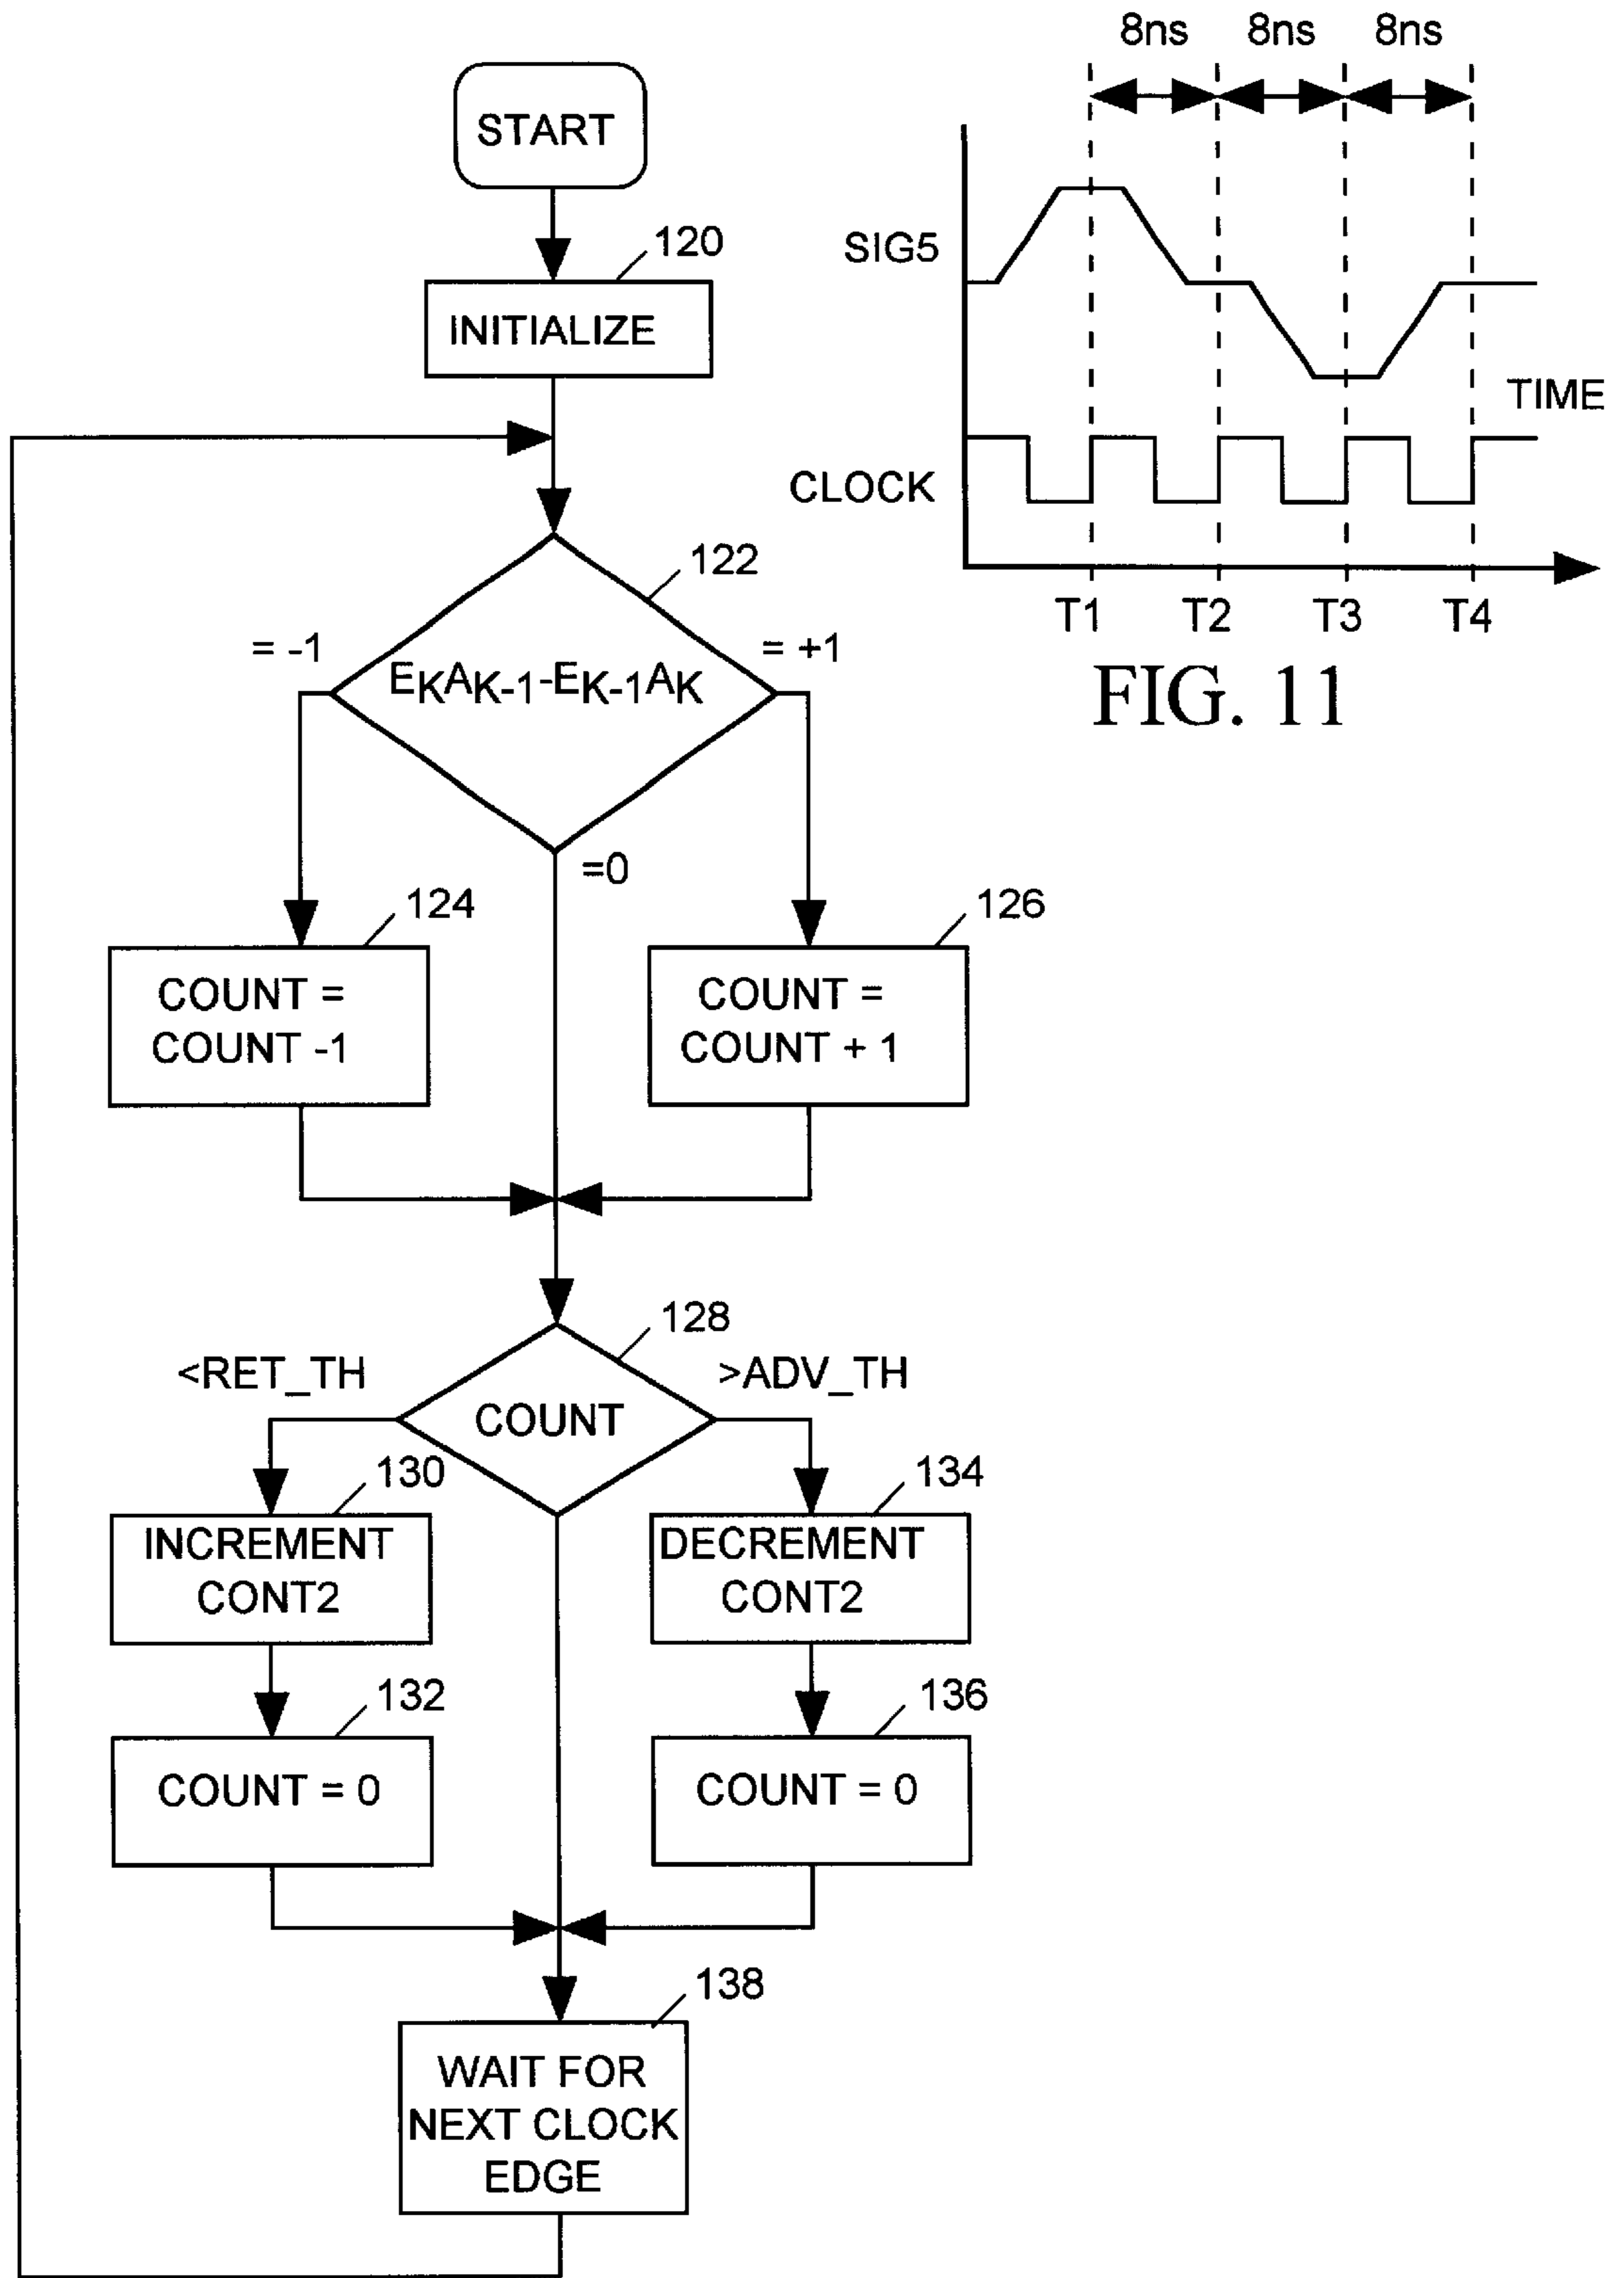 START
120
INITIALIZE
122
= -1
= +1
EKAK-1-EK-1AK
=0
124
126
COUNT =
COUNT -1
COUNT =
COUNT + 1
128
<RET_TH
>ADV_TH
COUNT
130
134
INCREMENT
CONT2
DECREMENT
CONT2
132
136
COUNT = 0
COUNT = 0
138
WAIT FOR
NEXT CLOCK
EDGE
8ns 8ns 8ns
SIG5
TIME
CLOCK
T1 T2 T3 T4
FIG. 11